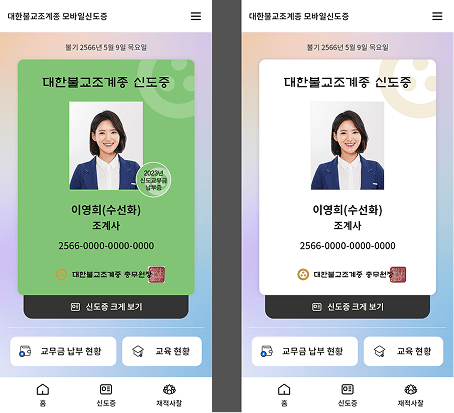 대한불교조계종 모바일신도증
불기 2566년 5월 9일 목요일
대한불교조계종 신도증
2023년
신도교무금
납부증
이영희(수선화)
조계사
2566-0000-0000-0000
대한불교조계종 총무원장
신도증 크게 보기
교무금 납부 현황
교육 현황
홈
신도증
재적사찰
대한불교조계종 모바일신도증
불기 2566년 5월 9일 목요일
대한불교조계종 신도증
이영희(수선화)
조계사
2566-0000-0000-0000
대한불교조계종 총무원장
신도증 크게 보기
교무금 납부 현황
교육 현황
홈
신도증
재적사찰